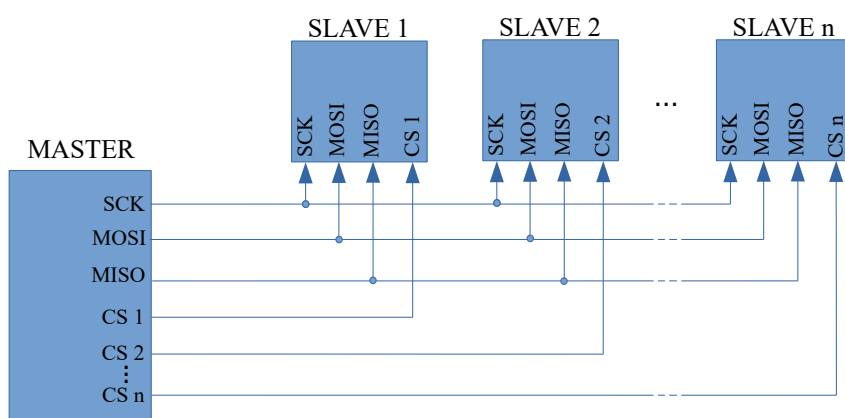 SLAVE 1
SLAVE 2
SLAVE n
SCK
MOSI
MISO
CS 1
SCK
MOSI
MISO
CS 2
...
SCK
MOSI
MISO
CS n
MASTER
SCK
MOSI
MISO
CS 1
CS 2
...
CS n